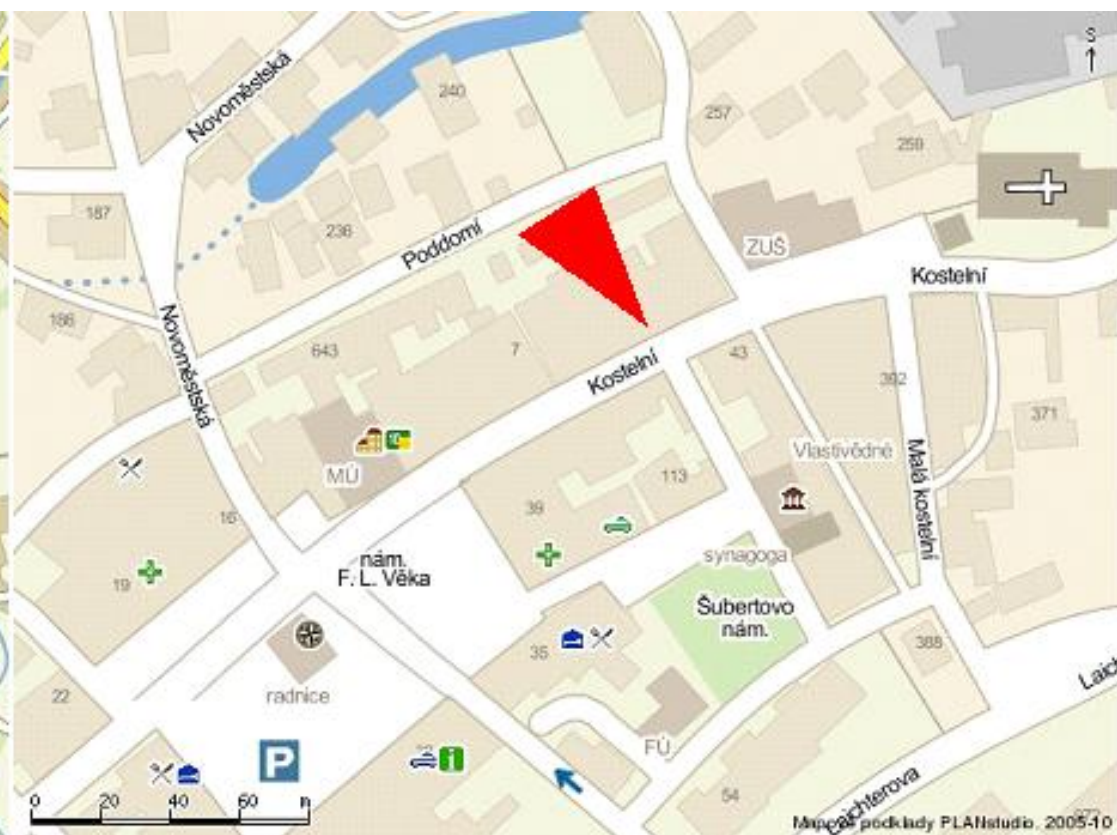 S
Novoměstská
240
257
259
187
236
Poddomí
ZUŠ
Kostelní
186
Novoměstská
643
7
Kostelní
43
392
371
MÚ
Vlastivědné
Malá kostelní
113
39
16
synagoga
nám.
F. L. Věka
19
Šubertovo
nám.
35
388
22
radnice
FÚ
P
i
54
Laichterova
0 20 40 60 m
Mapové podklady PLANstudio, 2005-10